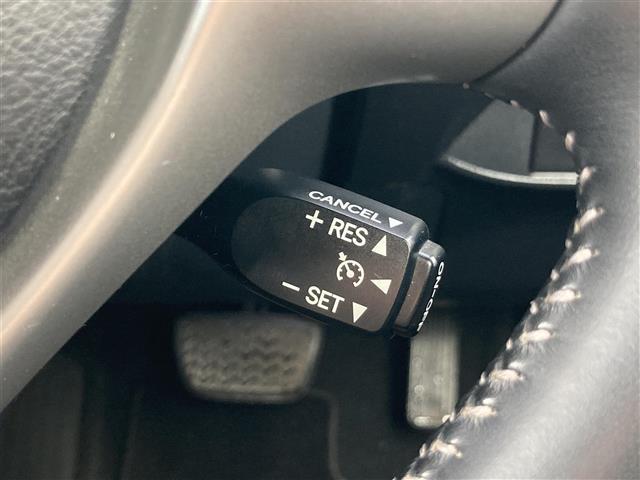 CANCEL ▼
+ RES ▲
◄
− SET ▼
ON-OFF